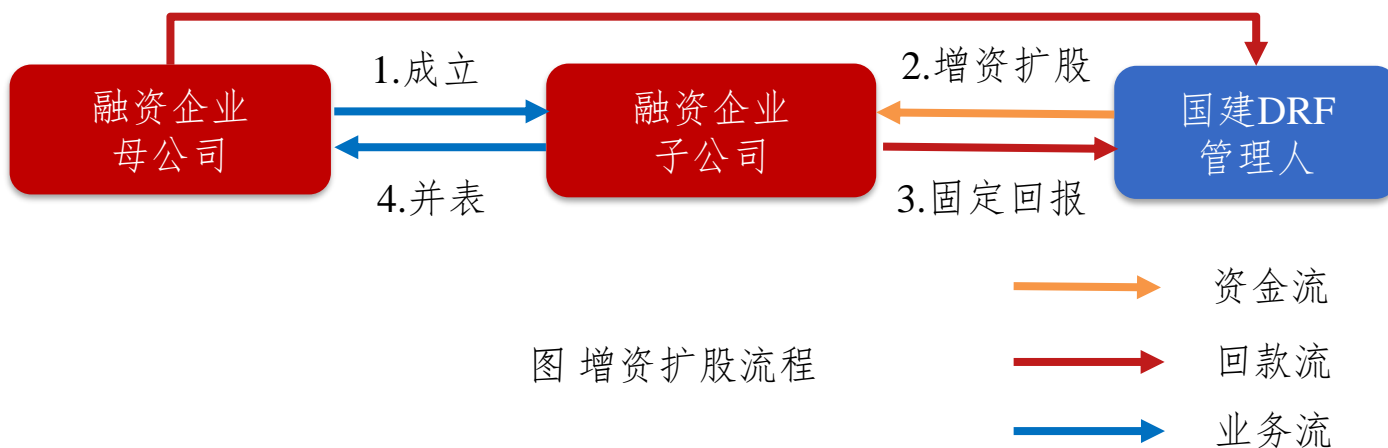 1.成立
2.增资扩股
融资企业
母公司
融资企业
子公司
国建DRF
管理人
4.并表
3.固定回报
资金流
图 增资扩股流程
回款流
业务流